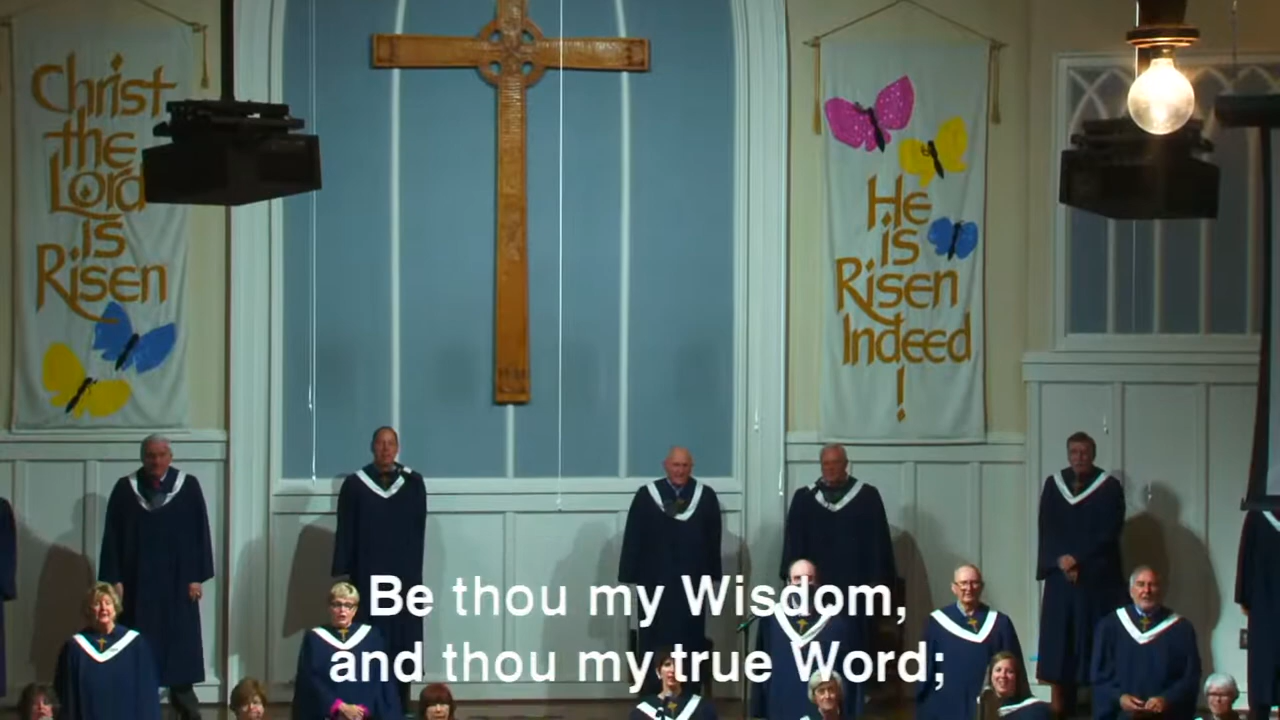 Christ
the
Lord
is
Risen
He
is
Risen
Indeed
!
Be thou my Wisdom,
and thou my true Word;